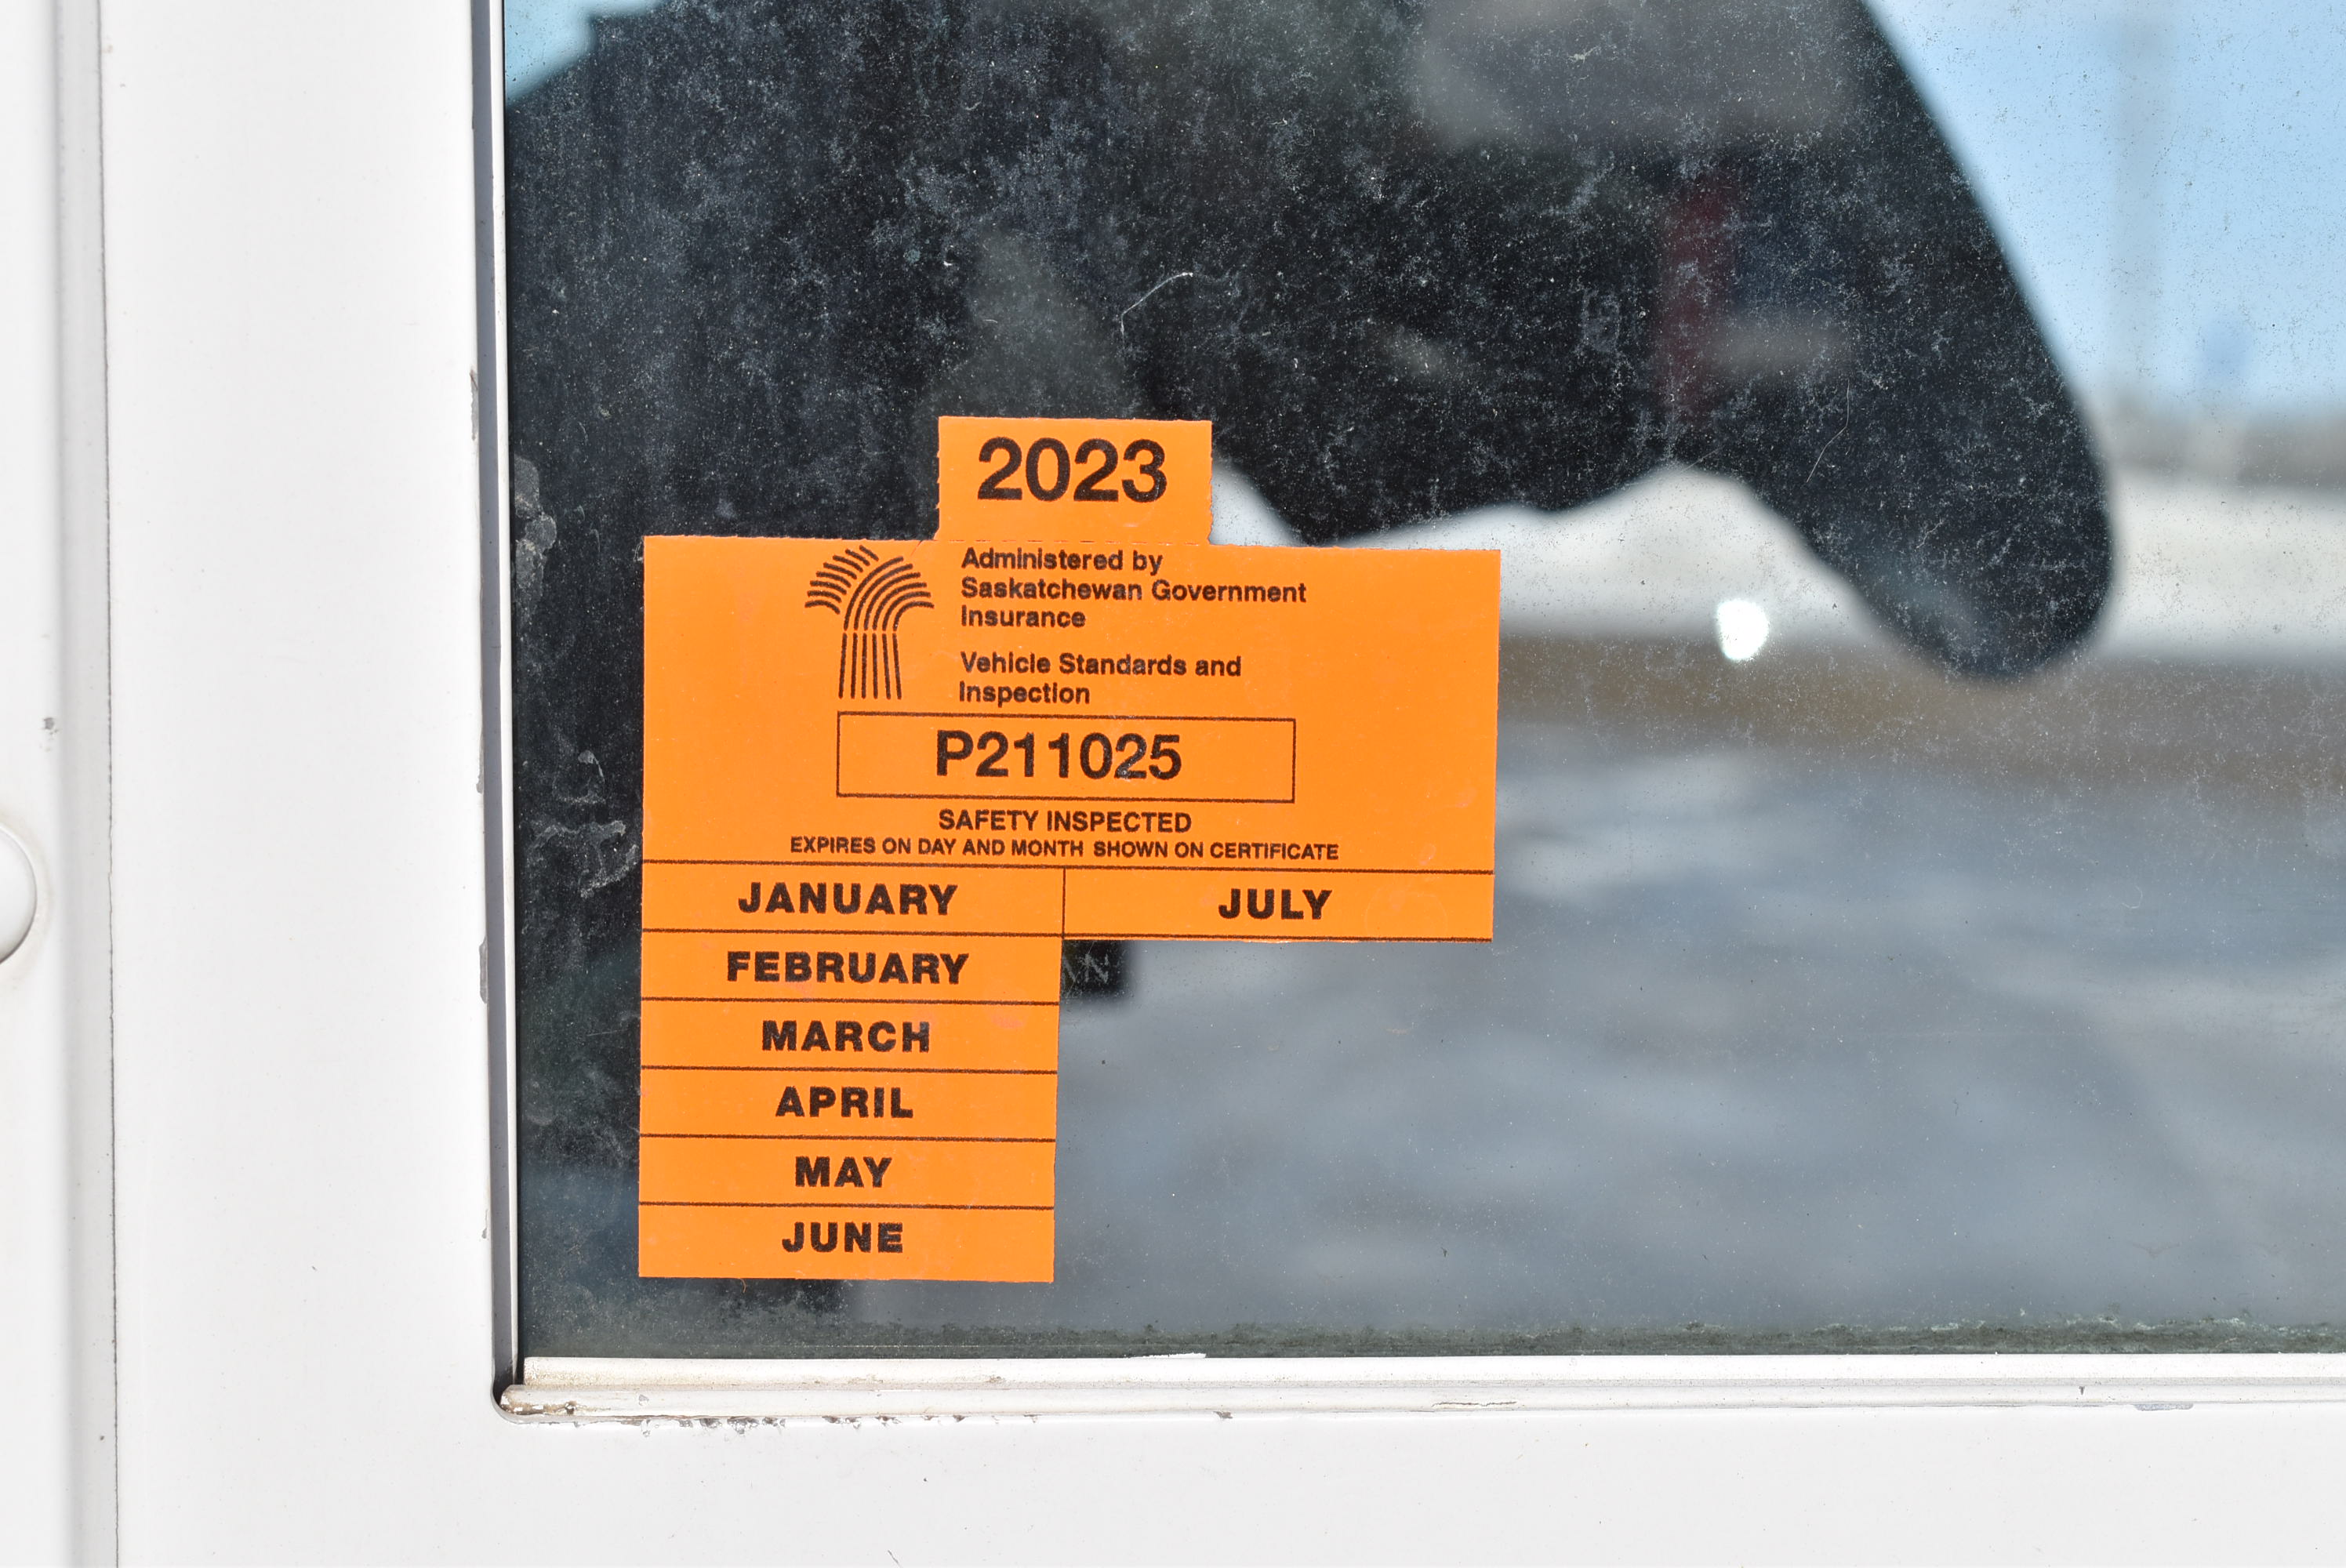 2023
Administered by
Saskatchewan Government
Insurance
Vehicle Standards and
Inspection
P211025
SAFETY INSPECTED
EXPIRES ON DAY AND MONTH SHOWN ON CERTIFICATE
JANUARY JULY
FEBRUARY
MARCH
APRIL
MAY
JUNE